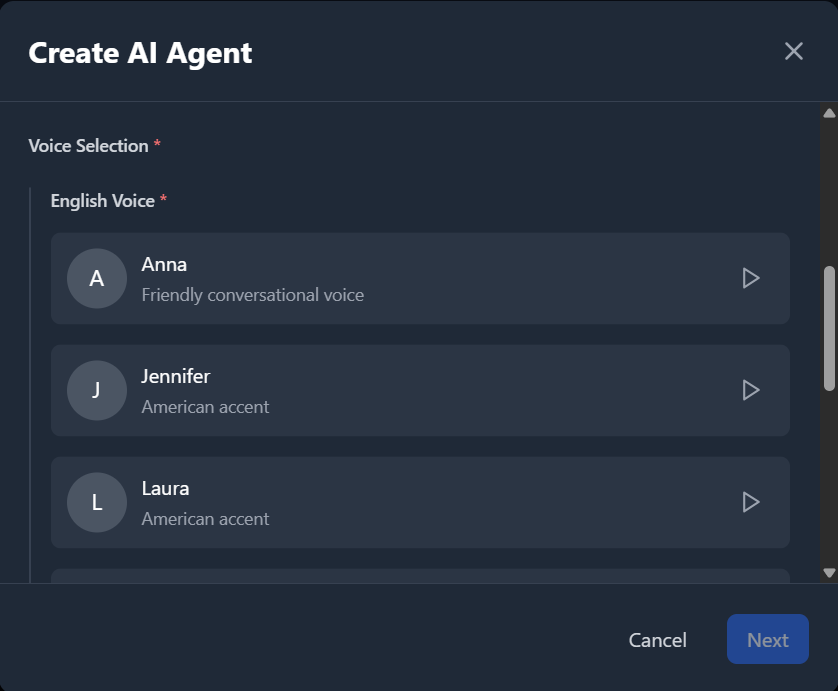 Create AI Agent
Voice Selection *
English Voice *
A
Anna
Friendly conversational voice
J
Jennifer
American accent
L
Laura
American accent
Cancel
Next